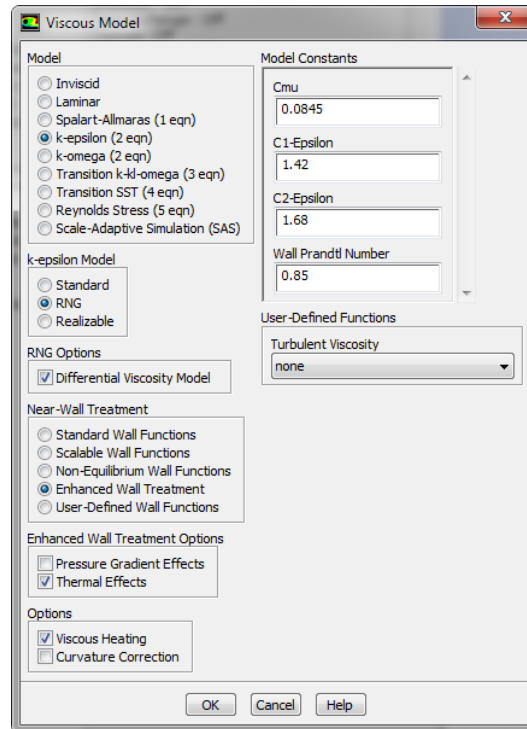 Viscous Model
Model
Inviscid
Laminar
Spalart-Allmaras (1 eqn)
k-epsilon (2 eqn)
k-omega (2 eqn)
Transition k-kl-omega (3 eqn)
Transition SST (4 eqn)
Reynolds Stress (5 eqn)
Scale-Adaptive Simulation (SAS)
k-epsilon Model
Standard
RNG
Realizable
RNG Options
Differential Viscosity Model
Near-Wall Treatment
Standard Wall Functions
Scalable Wall Functions
Non-Equilibrium Wall Functions
Enhanced Wall Treatment
User-Defined Wall Functions
Enhanced Wall Treatment Options
Pressure Gradient Effects
Thermal Effects
Options
Viscous Heating
Curvature Correction
Model Constants
Cmu
0.0845
C1-Epsilon
1.42
C2-Epsilon
1.68
Wall Prandtl Number
0.85
User-Defined Functions
Turbulent Viscosity
none
OK Cancel Help